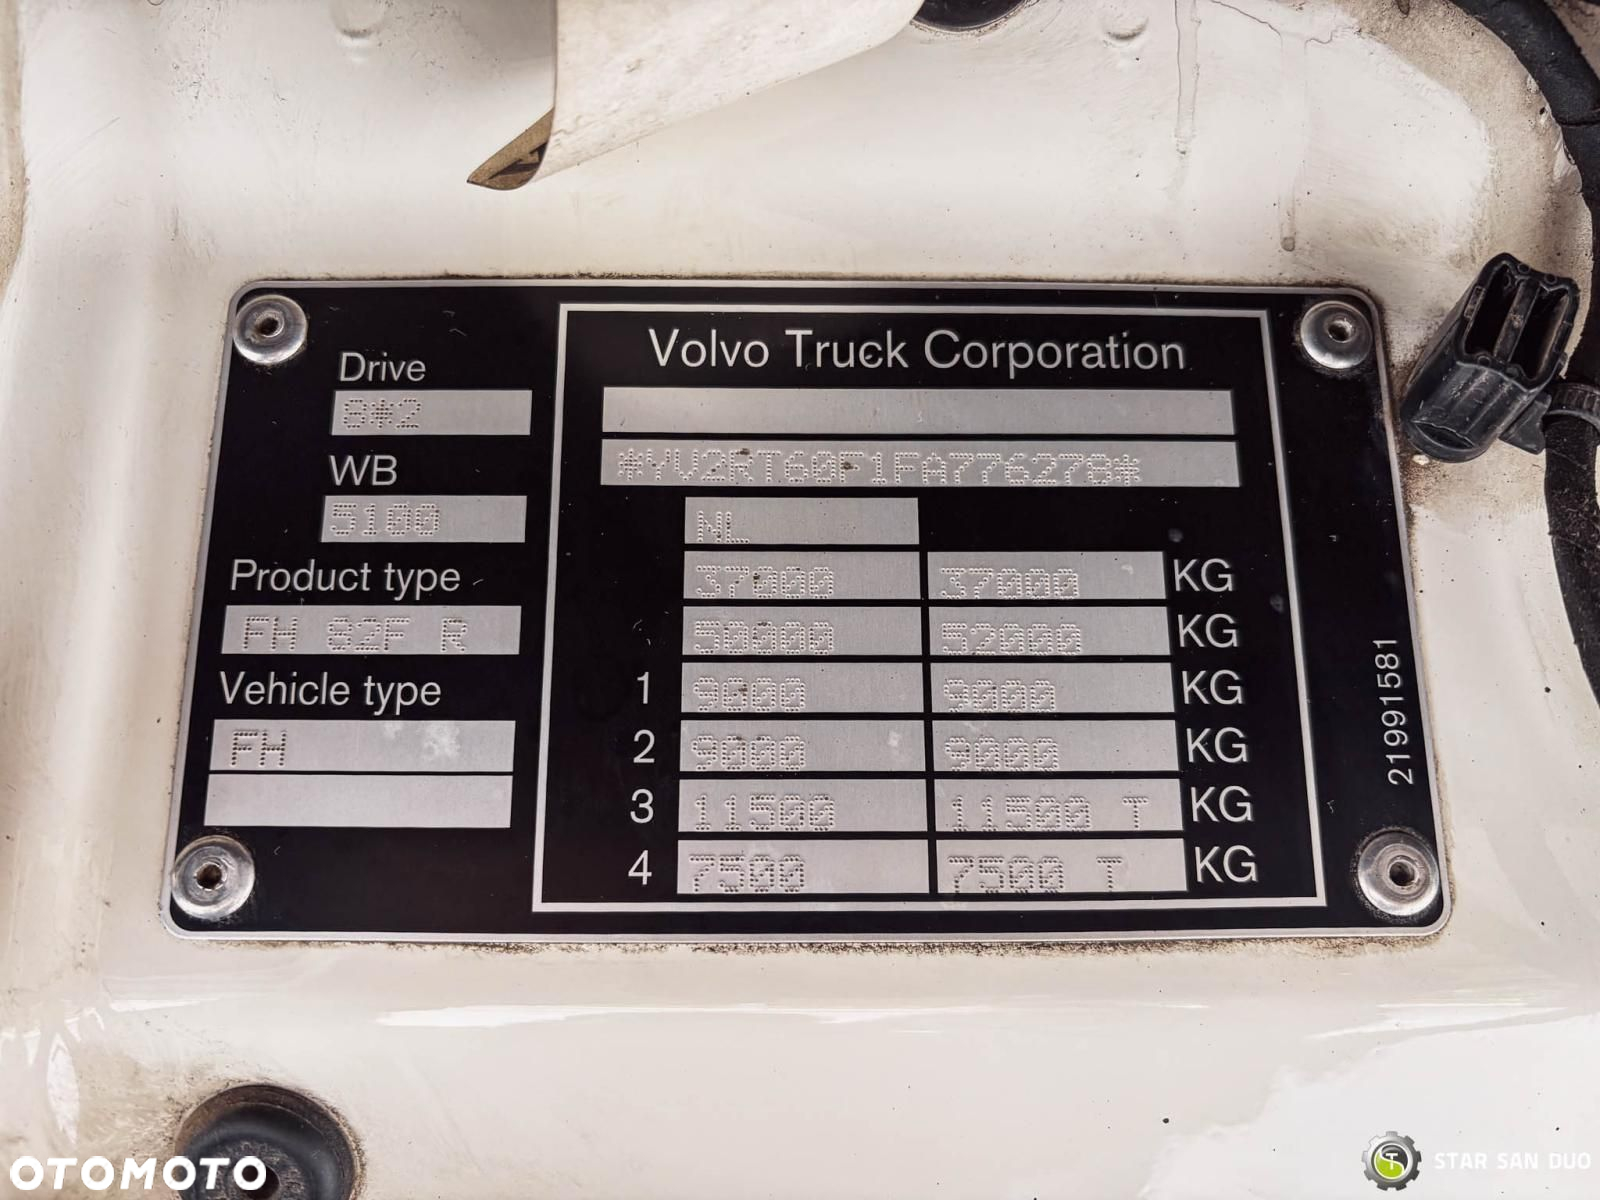 Volvo Truck Corporation
Drive
8*2
*YV2RT60F1FA776278*
WB
5100
NL
Product type
37000 37000 KG
FH 82F R
50000 52000 KG
Vehicle type
1 9000 9000 KG
FH
2 9000 9000 KG
3 11500 11500 T KG
4 7500 7500 T KG
21991581
OTOMOTO
STAR SAN DUO